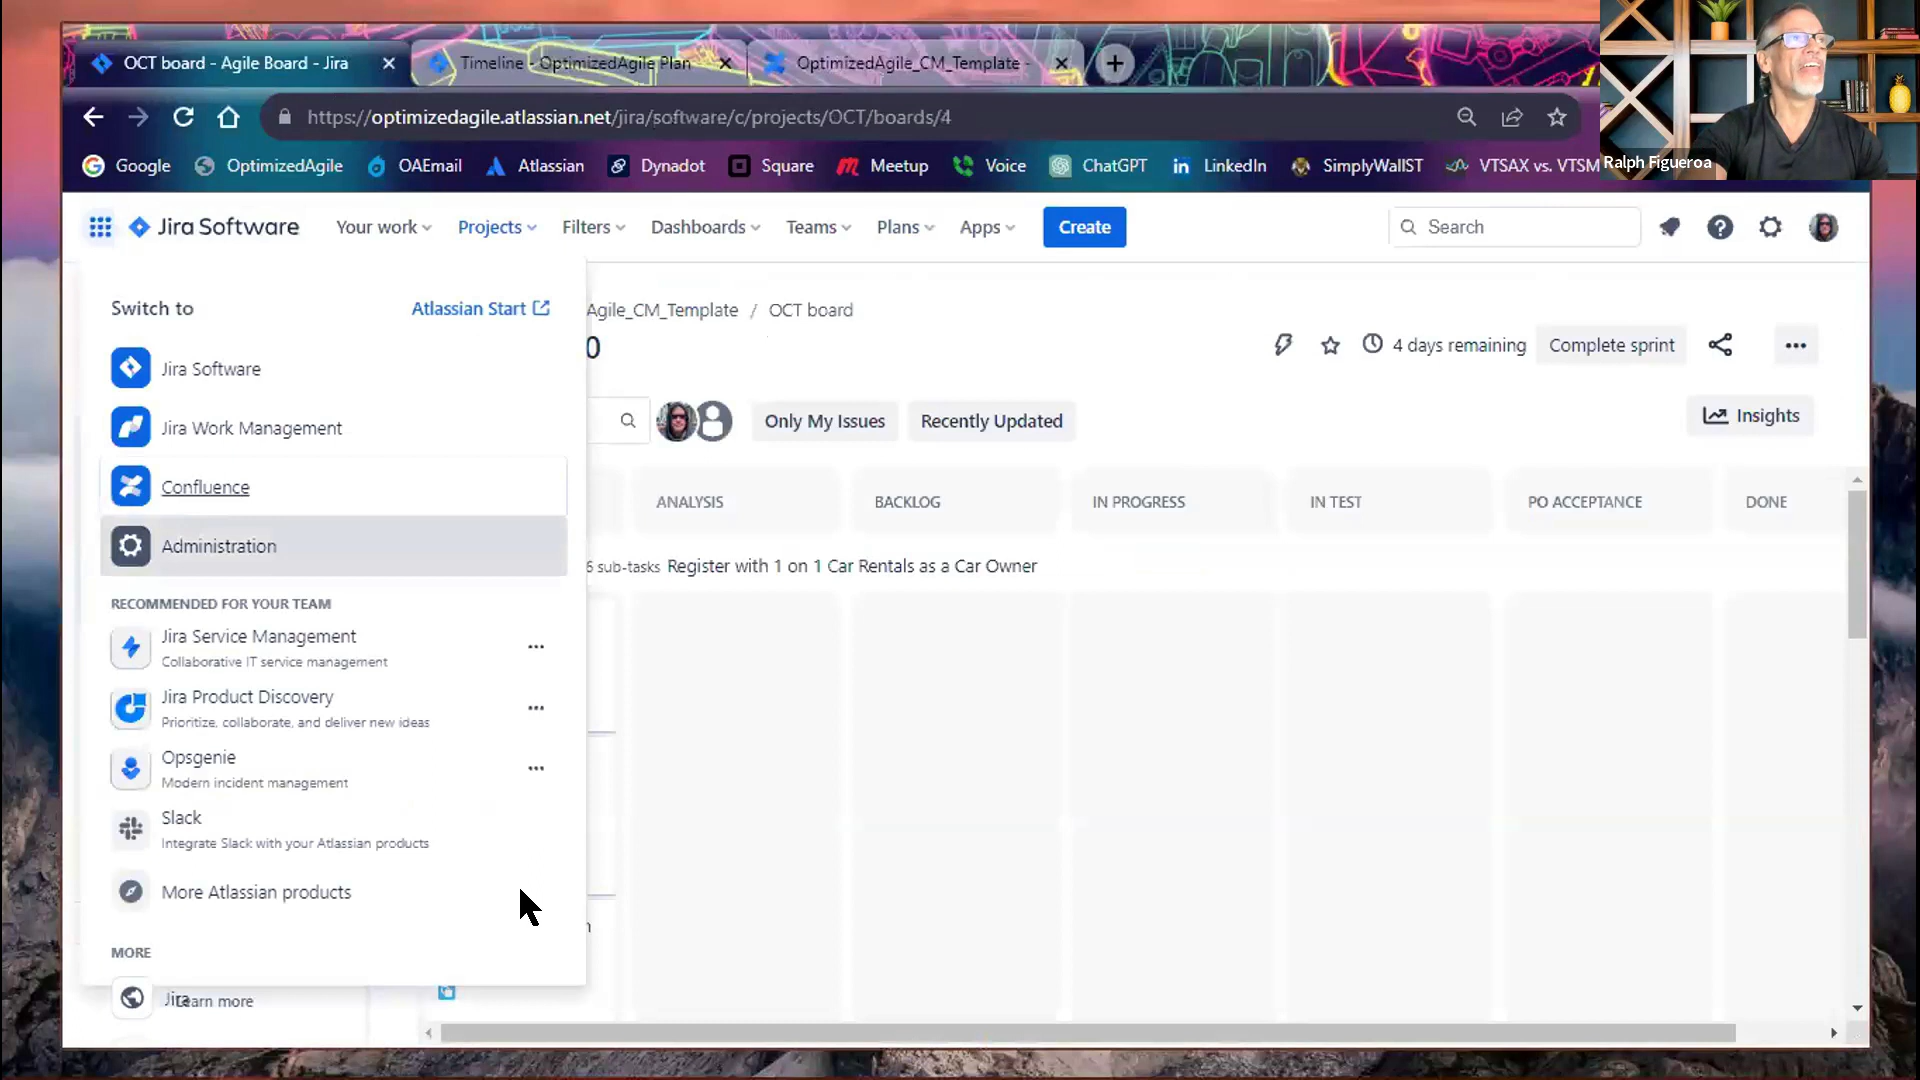 OCT board - Agile Board - Jira
Timeline - OptimizedAgile Plan
OptimizedAgile_CM_Template -
https://optimizedagile.atlassian.net/jira/software/c/projects/OCT/boards/4
Google
OptimizedAgile
OAEmail
Atlassian
Dynadot
Square
Meetup
Voice
ChatGPT
LinkedIn
SimplyWallST
VTSAX vs. VTSM
Ralph Figueroa
Jira Software
Your work
Projects
Filters
Dashboards
Teams
Plans
Apps
Create
Search
Switch to
Atlassian Start
Jira Software
Jira Work Management
Confluence
Administration
RECOMMENDED FOR YOUR TEAM
Jira Service Management
Collaborative IT service management
Jira Product Discovery
Prioritize, collaborate, and deliver new ideas
Opsgenie
Modern incident management
Slack
Integrate Slack with your Atlassian products
More Atlassian products
MORE
Jira
Learn more
Agile_CM_Template / OCT board
0
4 days remaining
Complete sprint
Only My Issues
Recently Updated
Insights
ANALYSIS
BACKLOG
IN PROGRESS
IN TEST
PO ACCEPTANCE
DONE
6 sub-tasks Register with 1 on 1 Car Rentals as a Car Owner